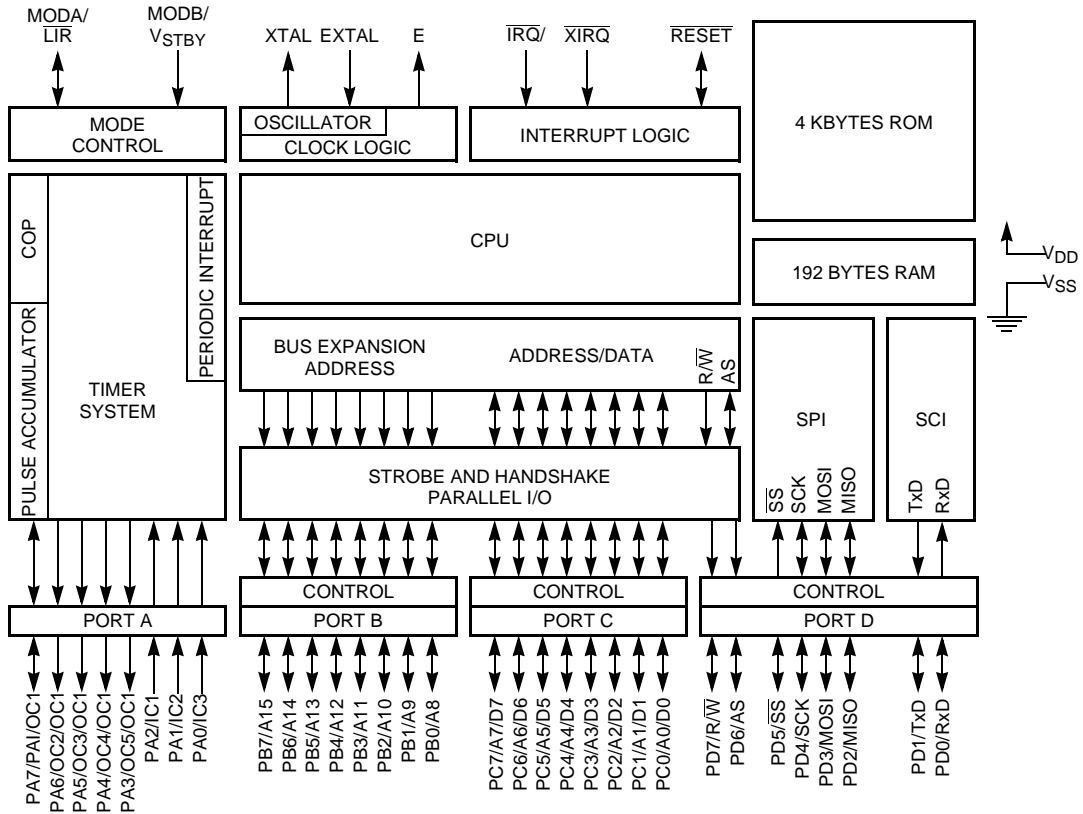 MODA/
L̅I̅R̅
MODB/
VSTBY
XTAL EXTAL
E
I̅R̅Q̅/
X̅I̅R̅Q̅
R̅E̅S̅E̅T̅
MODE
CONTROL
OSCILLATOR
CLOCK LOGIC
INTERRUPT LOGIC
4 KBYTES ROM
COP
PERIODIC INTERRUPT
PULSE ACCUMULATOR
TIMER
SYSTEM
CPU
192 BYTES RAM
VDD
VSS
BUS EXPANSION
ADDRESS
ADDRESS/DATA
R/W̅
AS
STROBE AND HANDSHAKE
PARALLEL I/O
SPI
S̅S̅
SCK
MOSI
MISO
SCI
TxD
RxD
PORT A
CONTROL
PORT B
CONTROL
PORT C
CONTROL
PORT D
PA7/PAI/OC1
PA6/OC2/OC1
PA5/OC3/OC1
PA4/OC4/OC1
PA3/OC5/OC1
PA2/IC1
PA1/IC2
PA0/IC3
PB7/A15
PB6/A14
PB5/A13
PB4/A12
PB3/A11
PB2/A10
PB1/A9
PB0/A8
PC7/A7/D7
PC6/A6/D6
PC5/A5/D5
PC4/A4/D4
PC3/A3/D3
PC2/A2/D2
PC1/A1/D1
PC0/A0/D0
PD7/R/W̅
PD6/AS
PD5/S̅S̅
PD4/SCK
PD3/MOSI
PD2/MISO
PD1/TxD
PD0/RxD